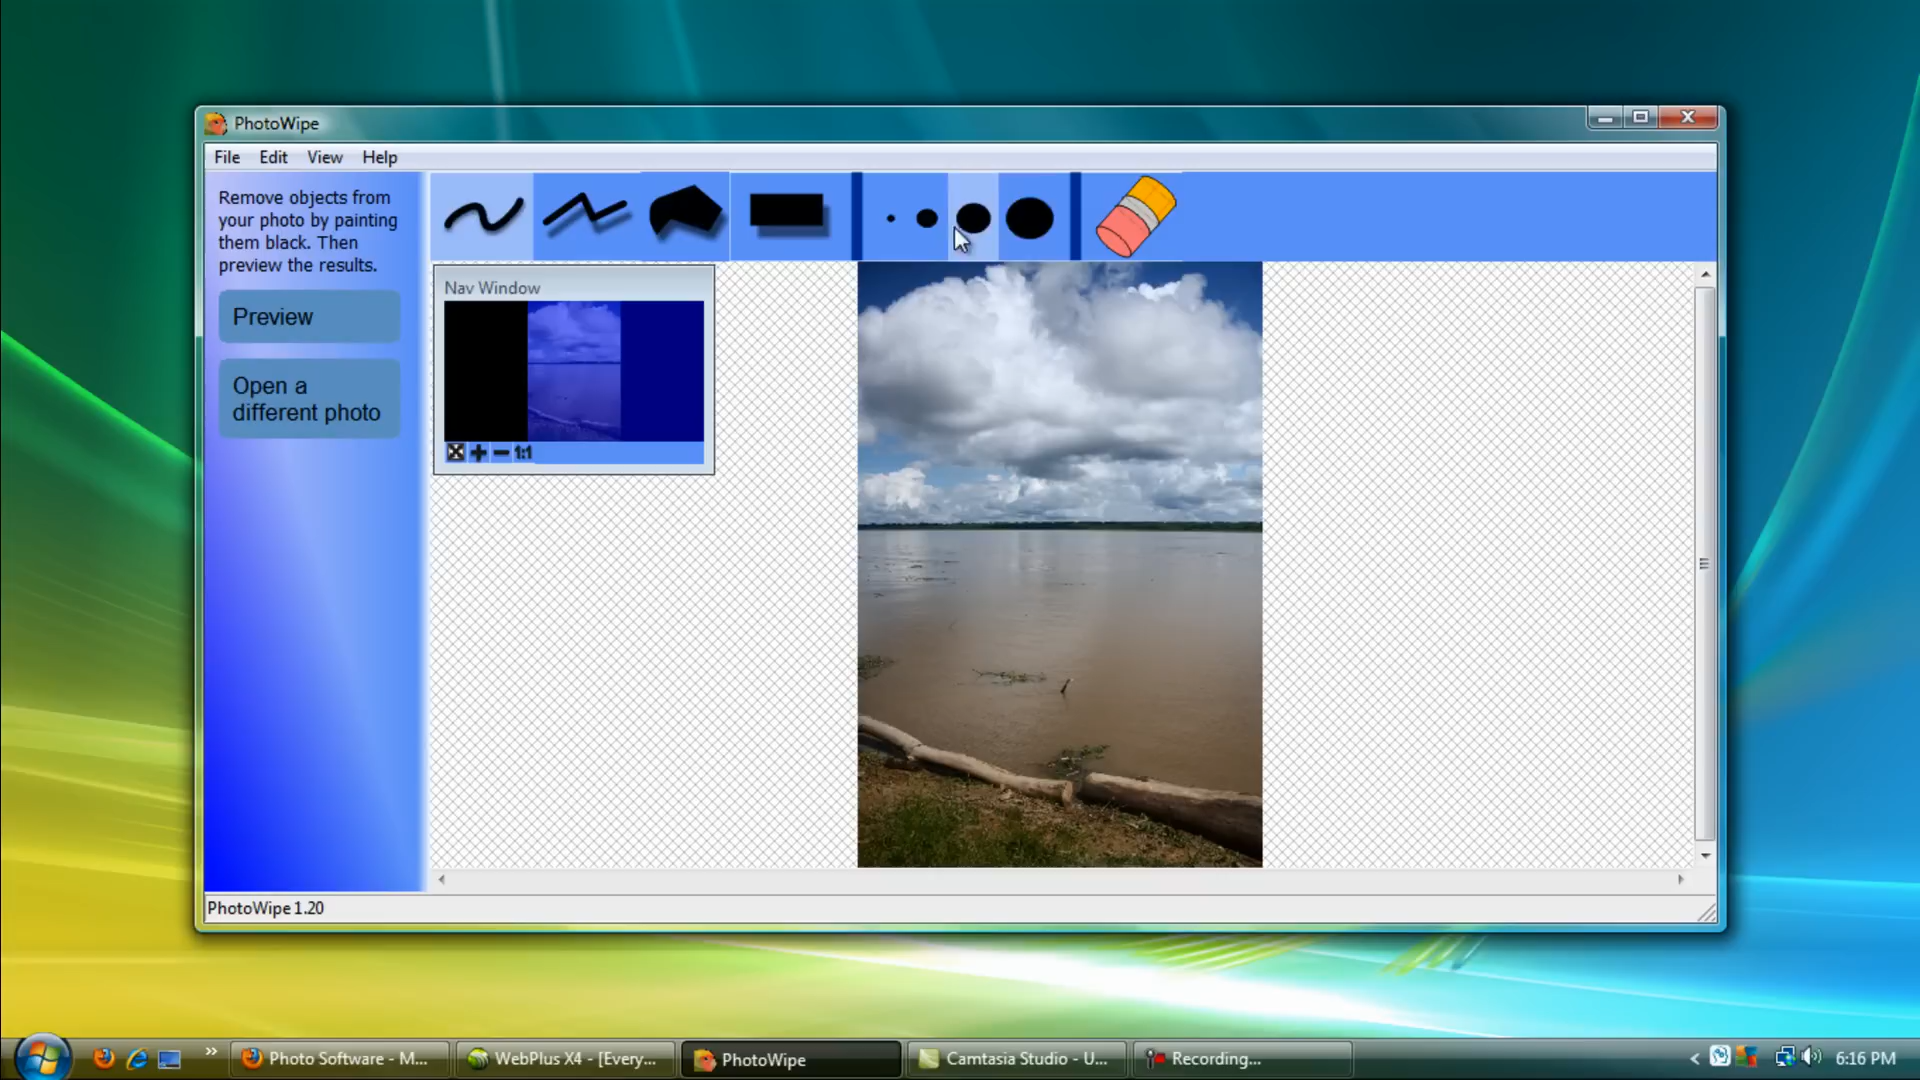 PhotoWipe
File Edit View Help
Remove objects from
your photo by painting
them black. Then
preview the results.
Preview
Open a
different photo
Nav Window
1:1
PhotoWipe 1.20
Photo Software - M...
WebPlus X4 - [Every...
PhotoWipe
Camtasia Studio - U...
Recording...
6:16 PM